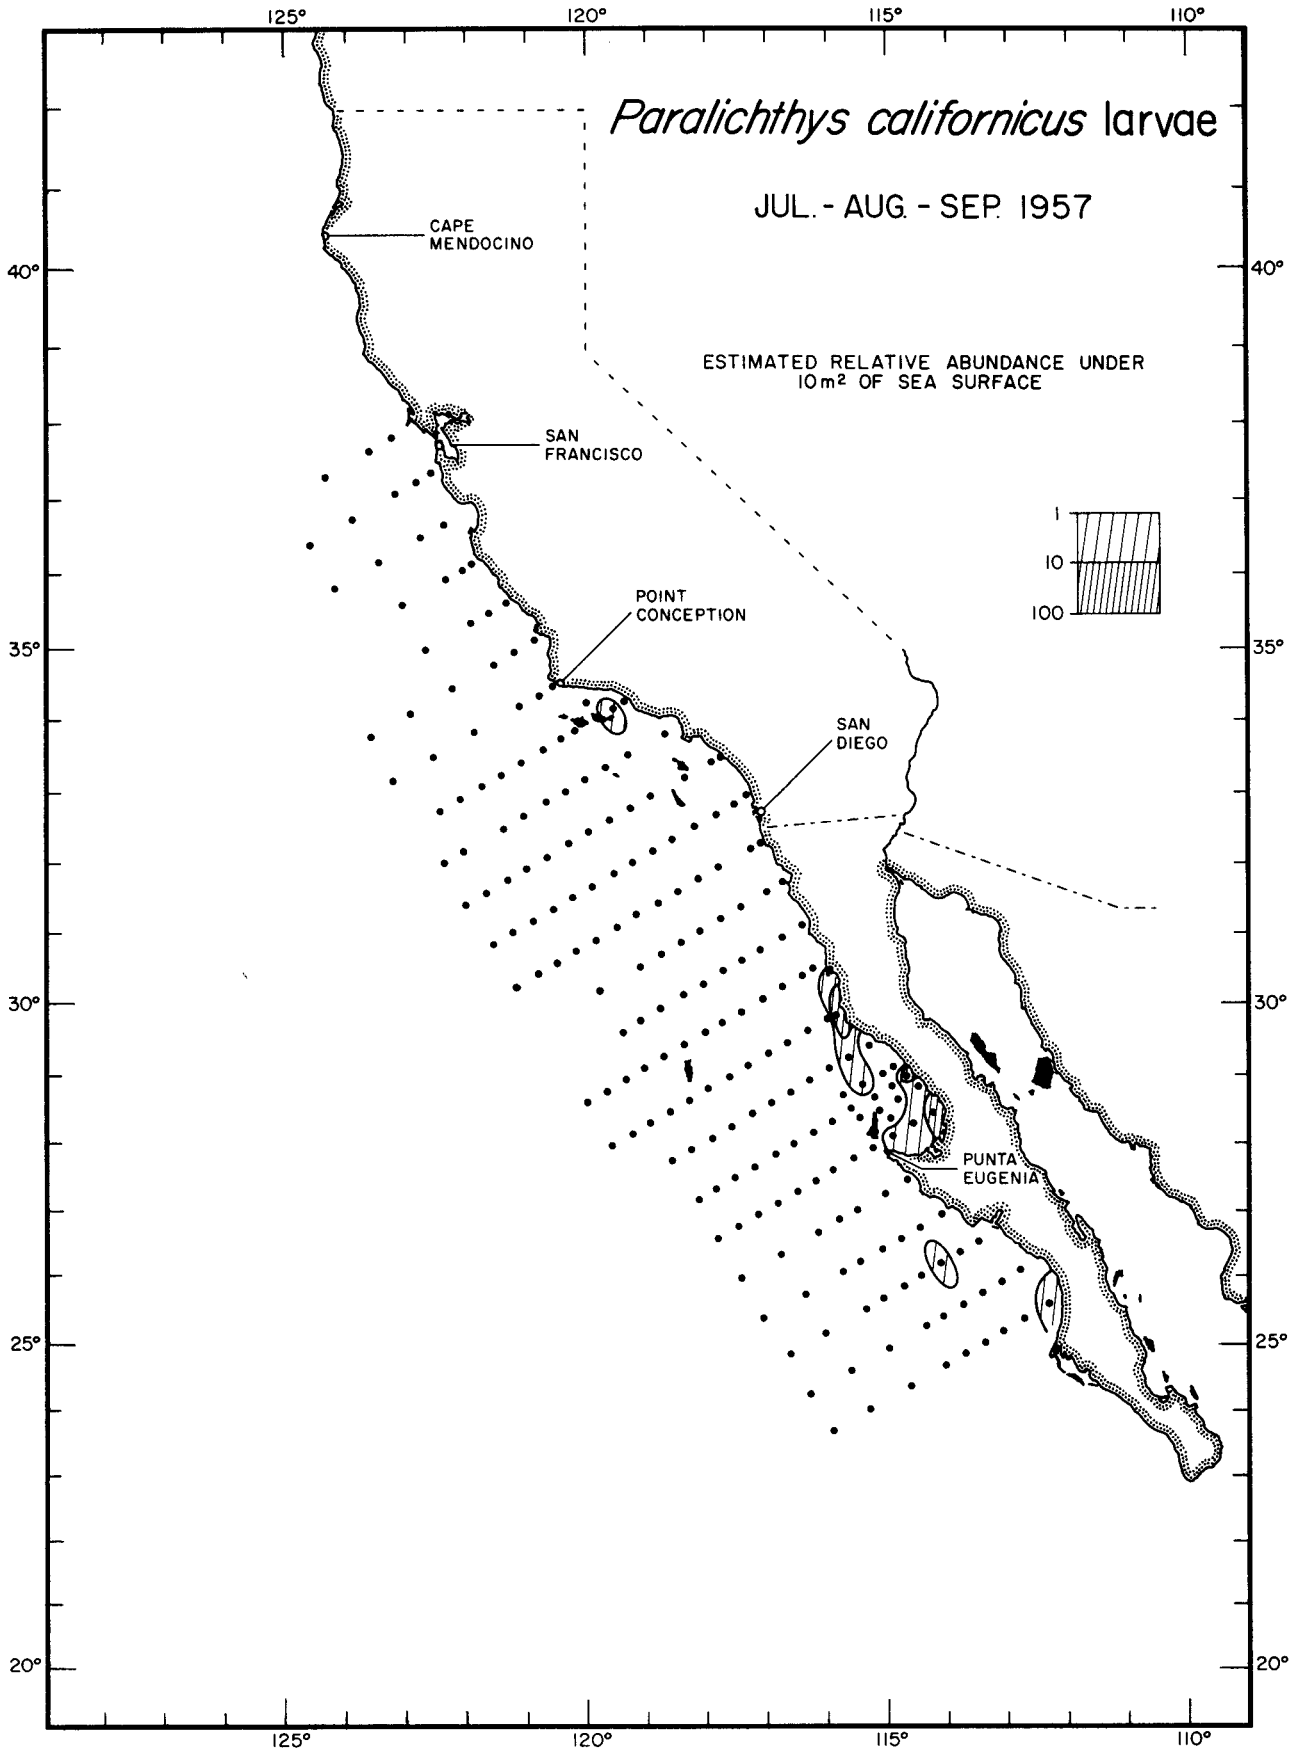 125° 120° 115° 110°
Paralichthys californicus larvae
JUL. - AUG. - SEP. 1957
CAPE
MENDOCINO
40° 40°
ESTIMATED RELATIVE ABUNDANCE UNDER
10m² OF SEA SURFACE
SAN
FRANCISCO
1
10
100
POINT
CONCEPTION
35° 35°
SAN
DIEGO
30° 30°
PUNTA
EUGENIA
25° 25°
20° 20°
125° 120° 115° 110°